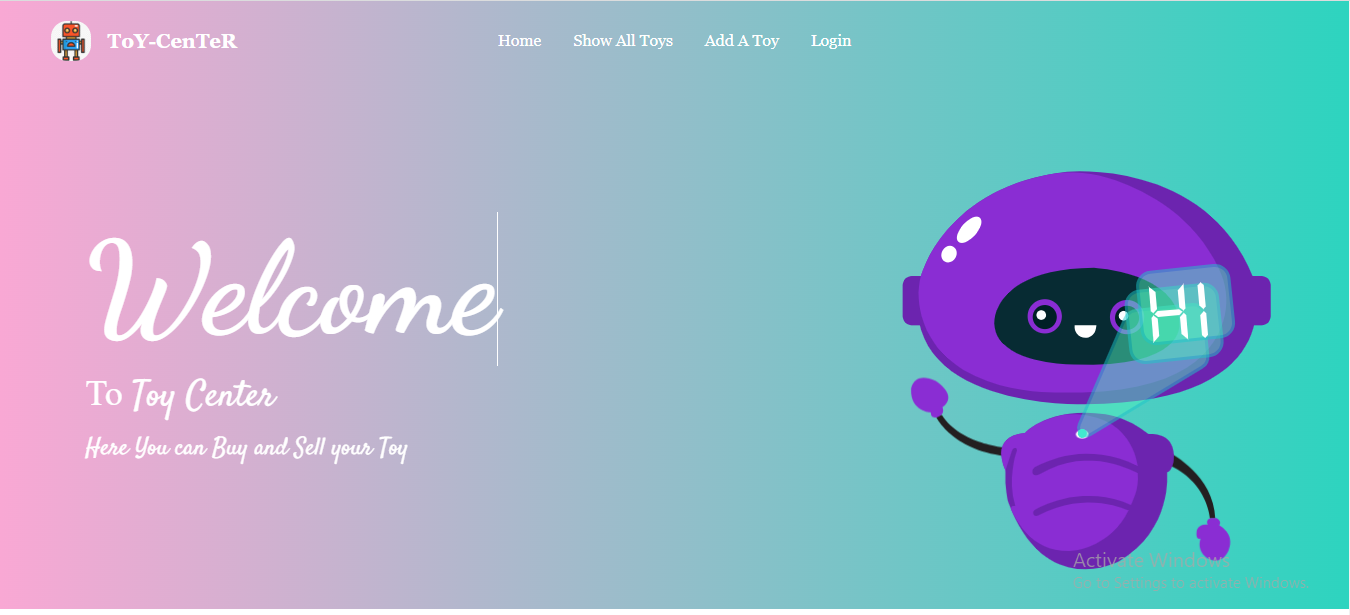 ToY-CenTeR
Home Show All Toys Add A Toy Login
Welcome
HI
To Toy Center
Here You can Buy and Sell your Toy
Activate Windows
Go to Settings to activate Windows.